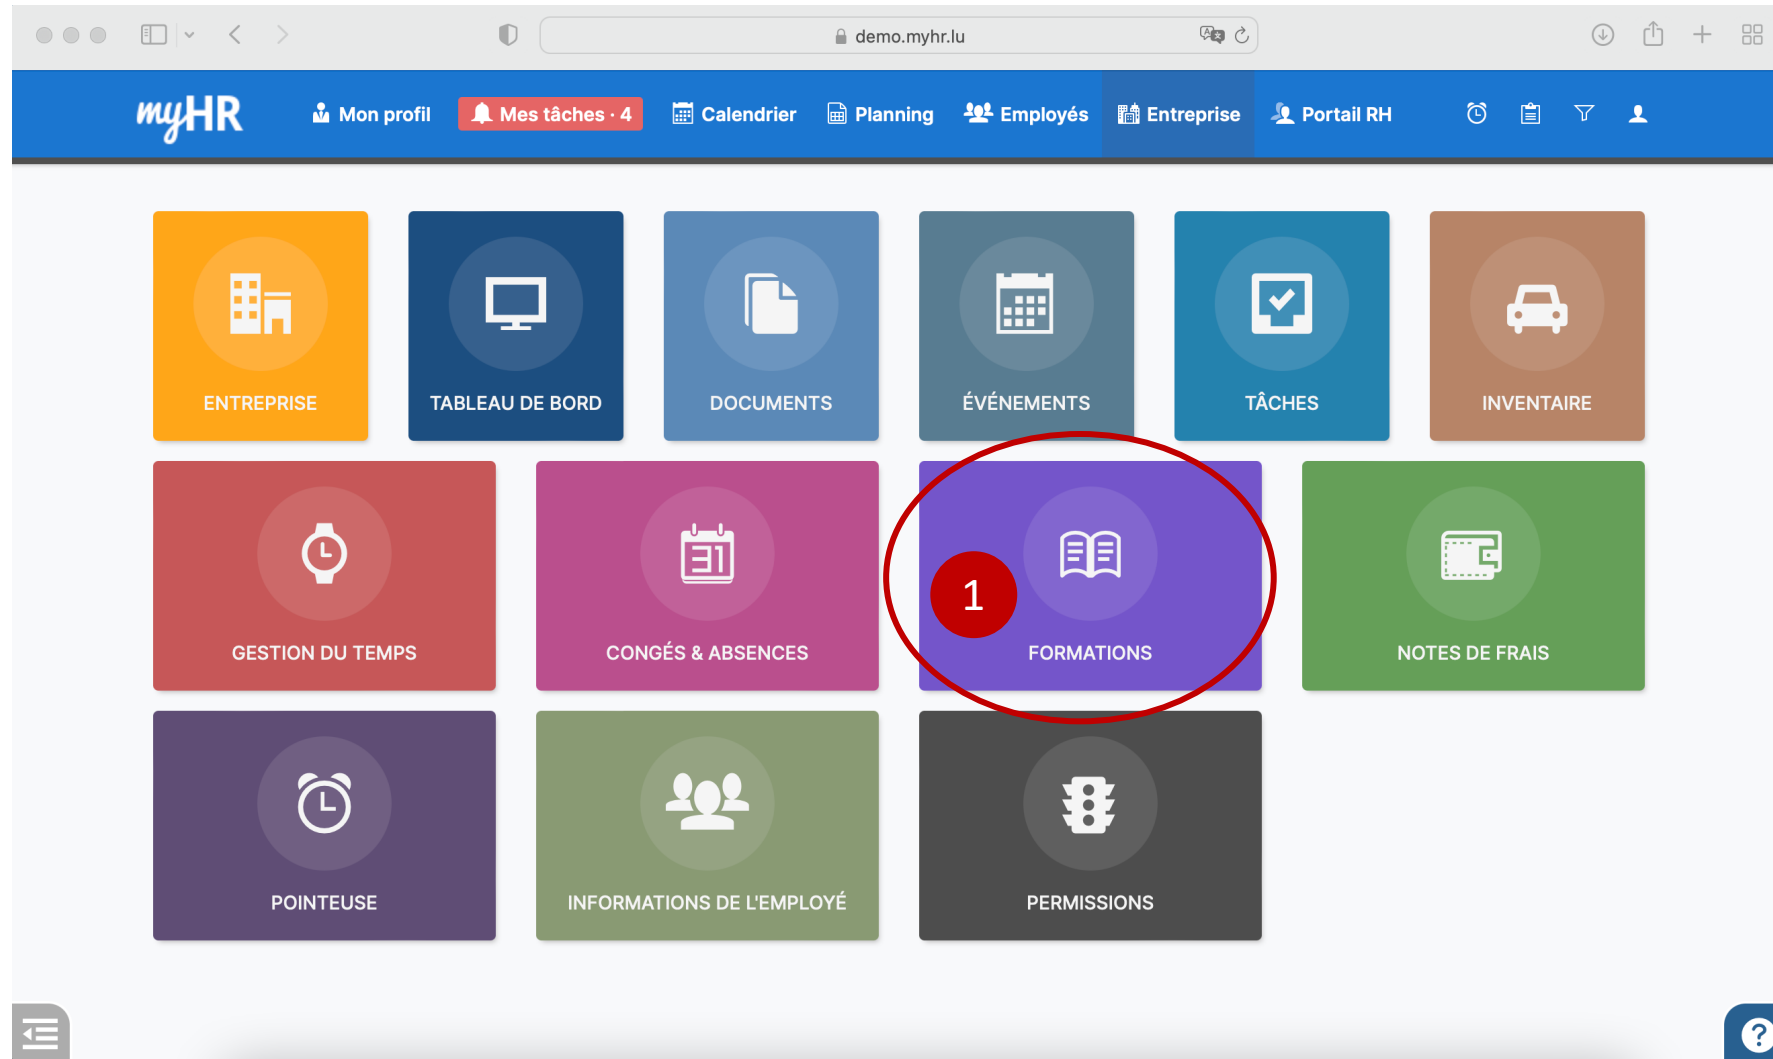 demo.myhr.lu
myHR Mon profil Mes tâches · 4 Calendrier Planning Employés Entreprise Portail RH
ENTREPRISE TABLEAU DE BORD DOCUMENTS ÉVÉNEMENTS TÂCHES INVENTAIRE
31
1
GESTION DU TEMPS CONGÉS & ABSENCES FORMATIONS NOTES DE FRAIS
POINTEUSE INFORMATIONS DE L'EMPLOYÉ PERMISSIONS
?